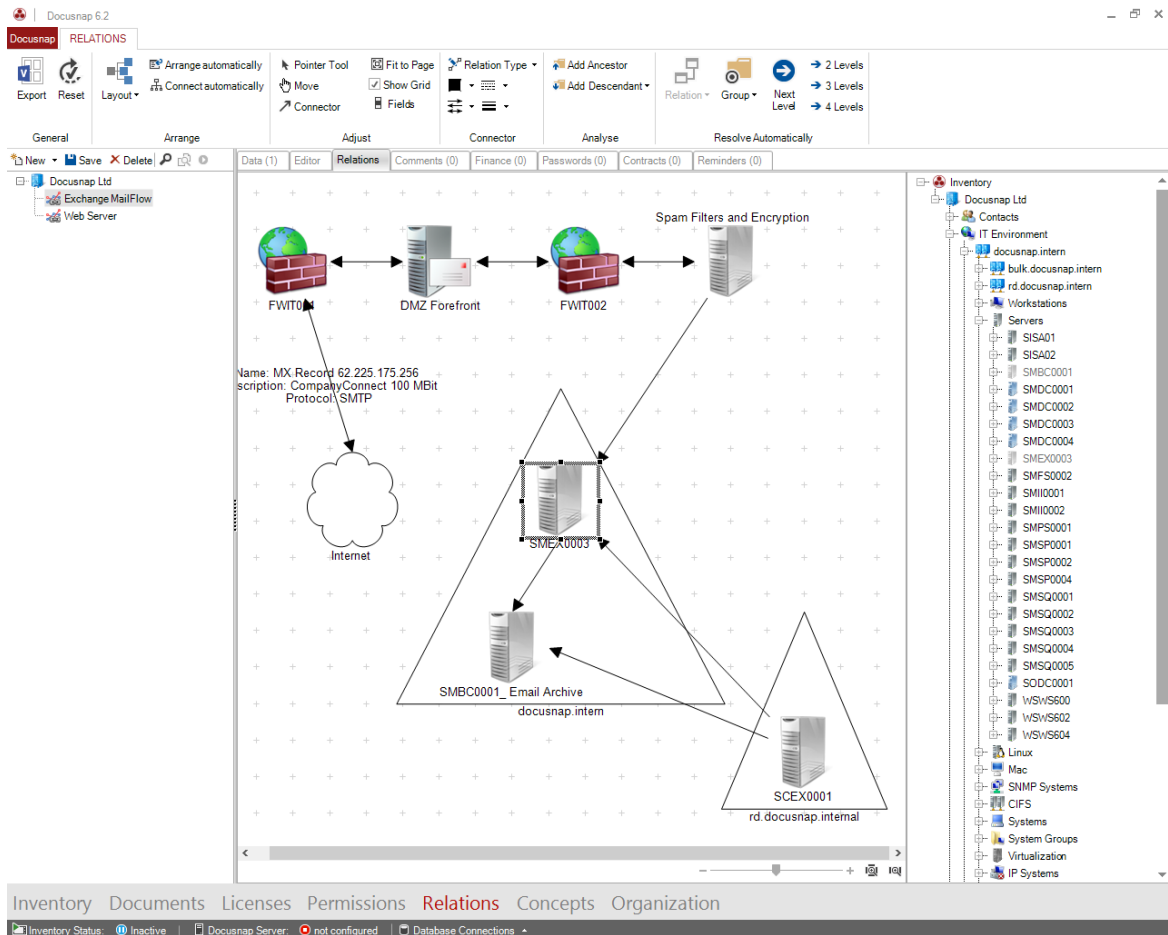 Docusnap 6.2
Docusnap RELATIONS
Export Reset Layout
Arrange automatically
Connect automatically
Pointer Tool
Move
Connector
Fit to Page
Show Grid
Fields
Relation Type
Add Ancestor
Add Descendant
Relation Group Next Level
2 Levels
3 Levels
4 Levels
General Arrange Adjust Connector Analyse Resolve Automatically
New Save Delete
Data (1) Editor Relations Comments (0) Finance (0) Passwords (0) Contracts (0) Reminders (0)
Docusnap Ltd
Exchange MailFlow
Web Server
Spam Filters and Encryption
FWIT001
DMZ Forefront
FWIT002
Name: MX Record 62.225.175.256
scription: CompanyConnect 100 MBit
Protocol: SMTP
Internet
SMEX0003
SMBC0001_ Email Archive
docusnap.intern
SCEX0001
rd.docusnap.internal
Inventory
Docusnap Ltd
Contacts
IT Environment
docusnap.intern
bulk.docusnap.intern
rd.docusnap.intern
Workstations
Servers
SISA01
SISA02
SMBC0001
SMDC0001
SMDC0002
SMDC0003
SMDC0004
SMEX0003
SMFS0002
SMII0001
SMII0002
SMPS0001
SMSP0001
SMSP0002
SMSP0004
SMSQ0001
SMSQ0002
SMSQ0003
SMSQ0004
SMSQ0005
SODC0001
WSWS600
WSWS602
WSWS604
Linux
Mac
SNMP Systems
CIFS
Systems
System Groups
Virtualization
IP Systems
Inventory Documents Licenses Permissions Relations Concepts Organization
Inventory Status: Inactive Docusnap Server: not configured Database Connections